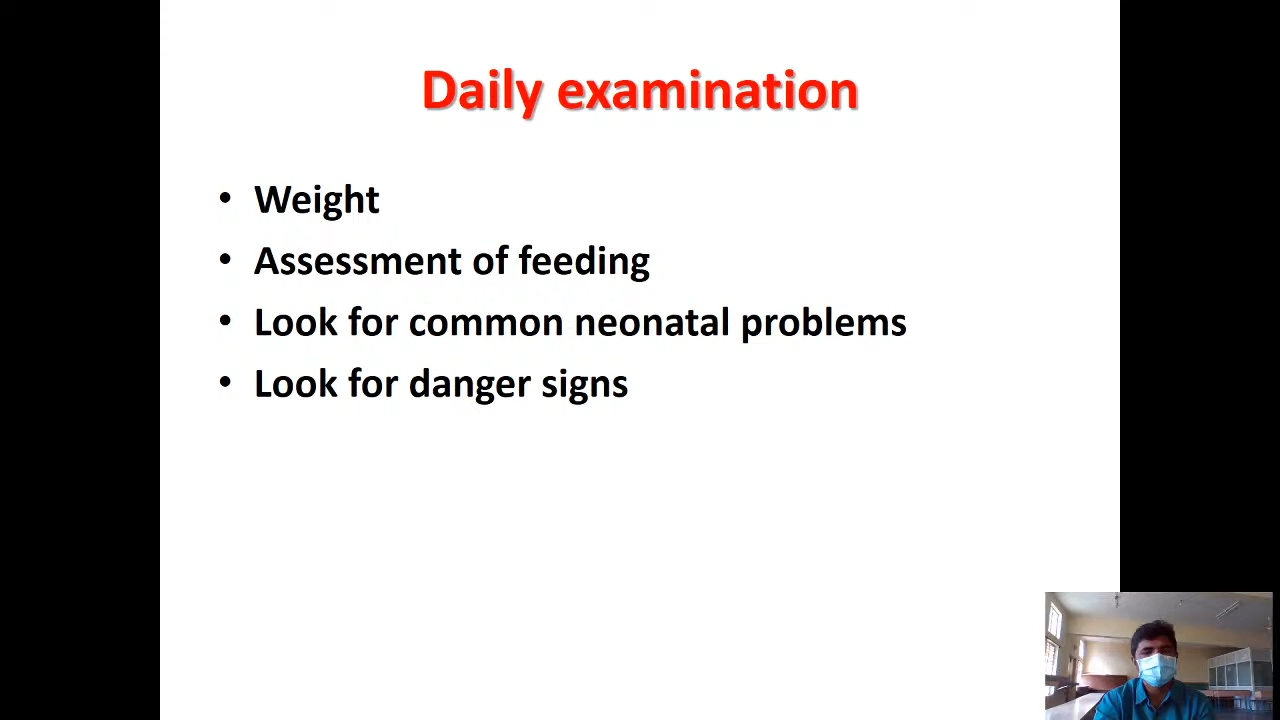 Daily examination
• Weight
• Assessment of feeding
• Look for common neonatal problems
• Look for danger signs